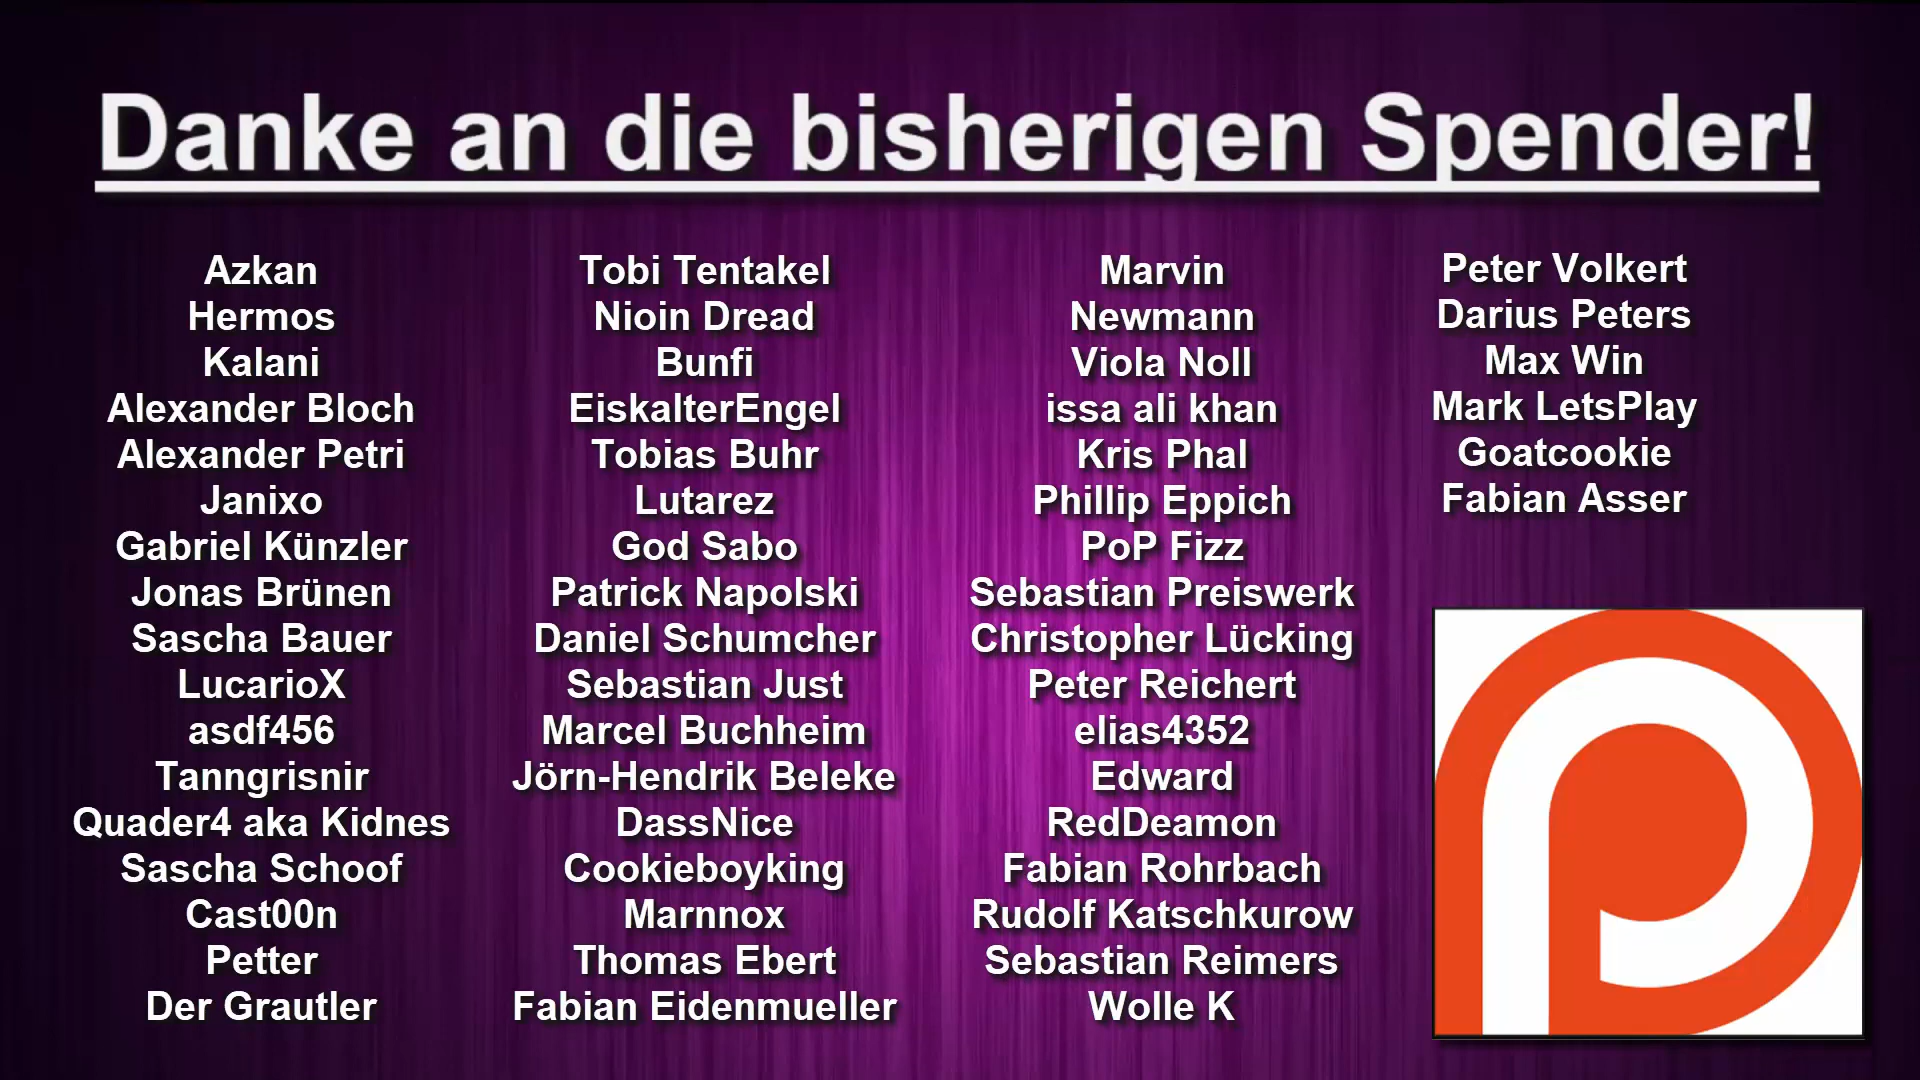 Danke an die bisherigen Spender!
Azkan
Hermos
Kalani
Alexander Bloch
Alexander Petri
Janixo
Gabriel Künzler
Jonas Brünen
Sascha Bauer
LucarioX
asdf456
Tanngrisnir
Quader4 aka Kidnes
Sascha Schoof
Cast00n
Petter
Der Grautler
Tobi Tentakel
Nioin Dread
Bunfi
EiskalterEngel
Tobias Buhr
Lutarez
God Sabo
Patrick Napolski
Daniel Schumcher
Sebastian Just
Marcel Buchheim
Jörn-Hendrik Beleke
DassNice
Cookieboyking
Marnnox
Thomas Ebert
Fabian Eidenmueller
Marvin
Newmann
Viola Noll
issa ali khan
Kris Phal
Phillip Eppich
PoP Fizz
Sebastian Preiswerk
Christopher Lücking
Peter Reichert
elias4352
Edward
RedDeamon
Fabian Rohrbach
Rudolf Katschkurow
Sebastian Reimers
Wolle K
Peter Volkert
Darius Peters
Max Win
Mark LetsPlay
Goatcookie
Fabian Asser